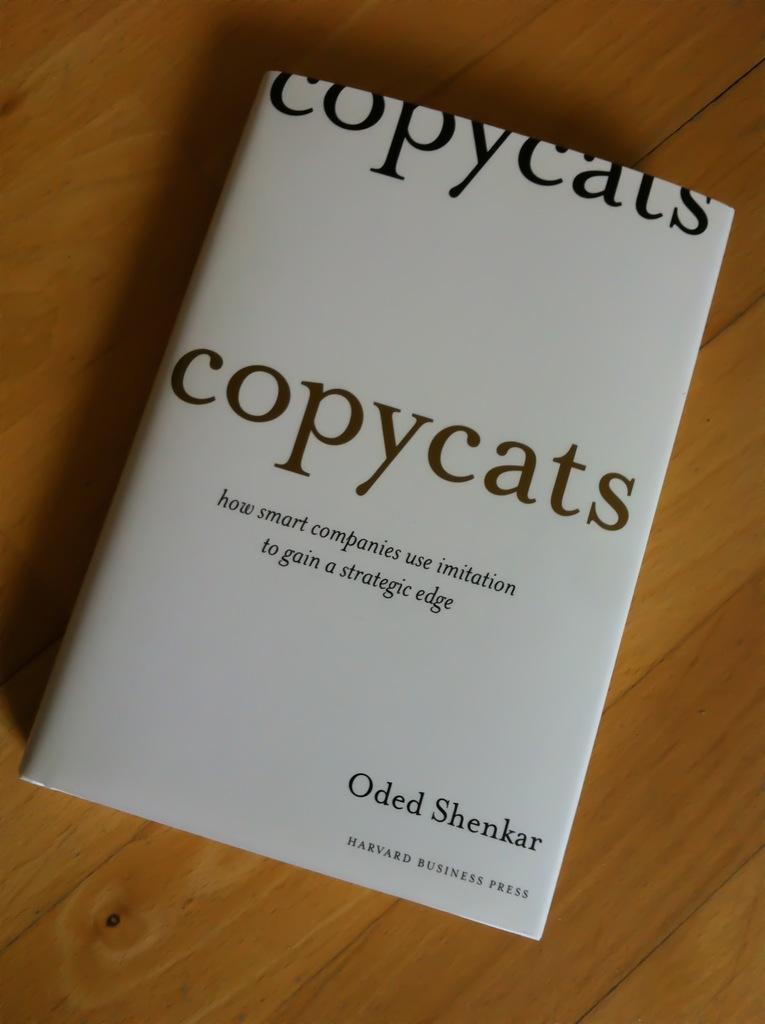 copycats
copycats
how smart companies use imitation
to gain a strategic edge
Oded Shenkar
HARVARD BUSINESS PRESS